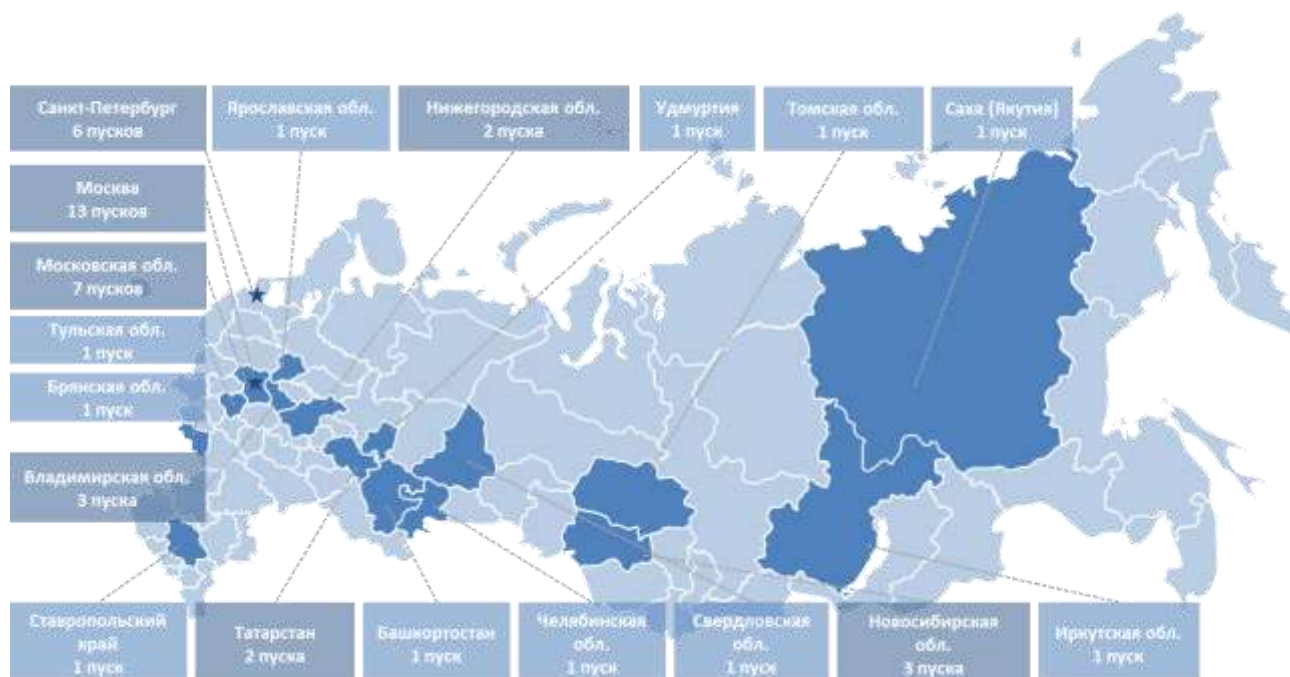 Санкт-Петербург
6 пусков
Ярославская обл.
1 пуск
Нижегородская обл.
2 пуска
Удмуртия
1 пуск
Томская обл.
1 пуск
Саха (Якутия)
1 пуск
Москва
13 пусков
Московская обл.
7 пусков
Тульская обл.
1 пуск
Брянская обл.
1 пуск
Владимирская обл.
3 пуска
Ставропольский
край
1 пуск
Татарстан
2 пуска
Башкортостан
1 пуск
Челябинская
обл.
1 пуск
Свердловская
обл.
1 пуск
Новосибирская
обл.
3 пуска
Иркутская обл.
1 пуск